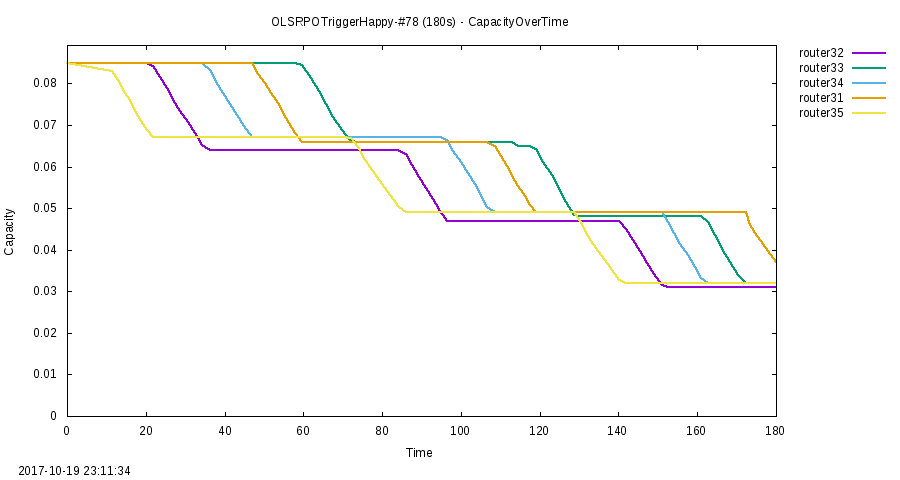 OLSRPOTriggerHappy-#78 (180s) - CapacityOverTime
router32
router33
router34
router31
router35
0.08
0.07
0.06
0.05
0.04
0.03
0.02
0.01
0
Capacity
0 20 40 60 80 100 120 140 160 180
Time
2017-10-19 23:11:34